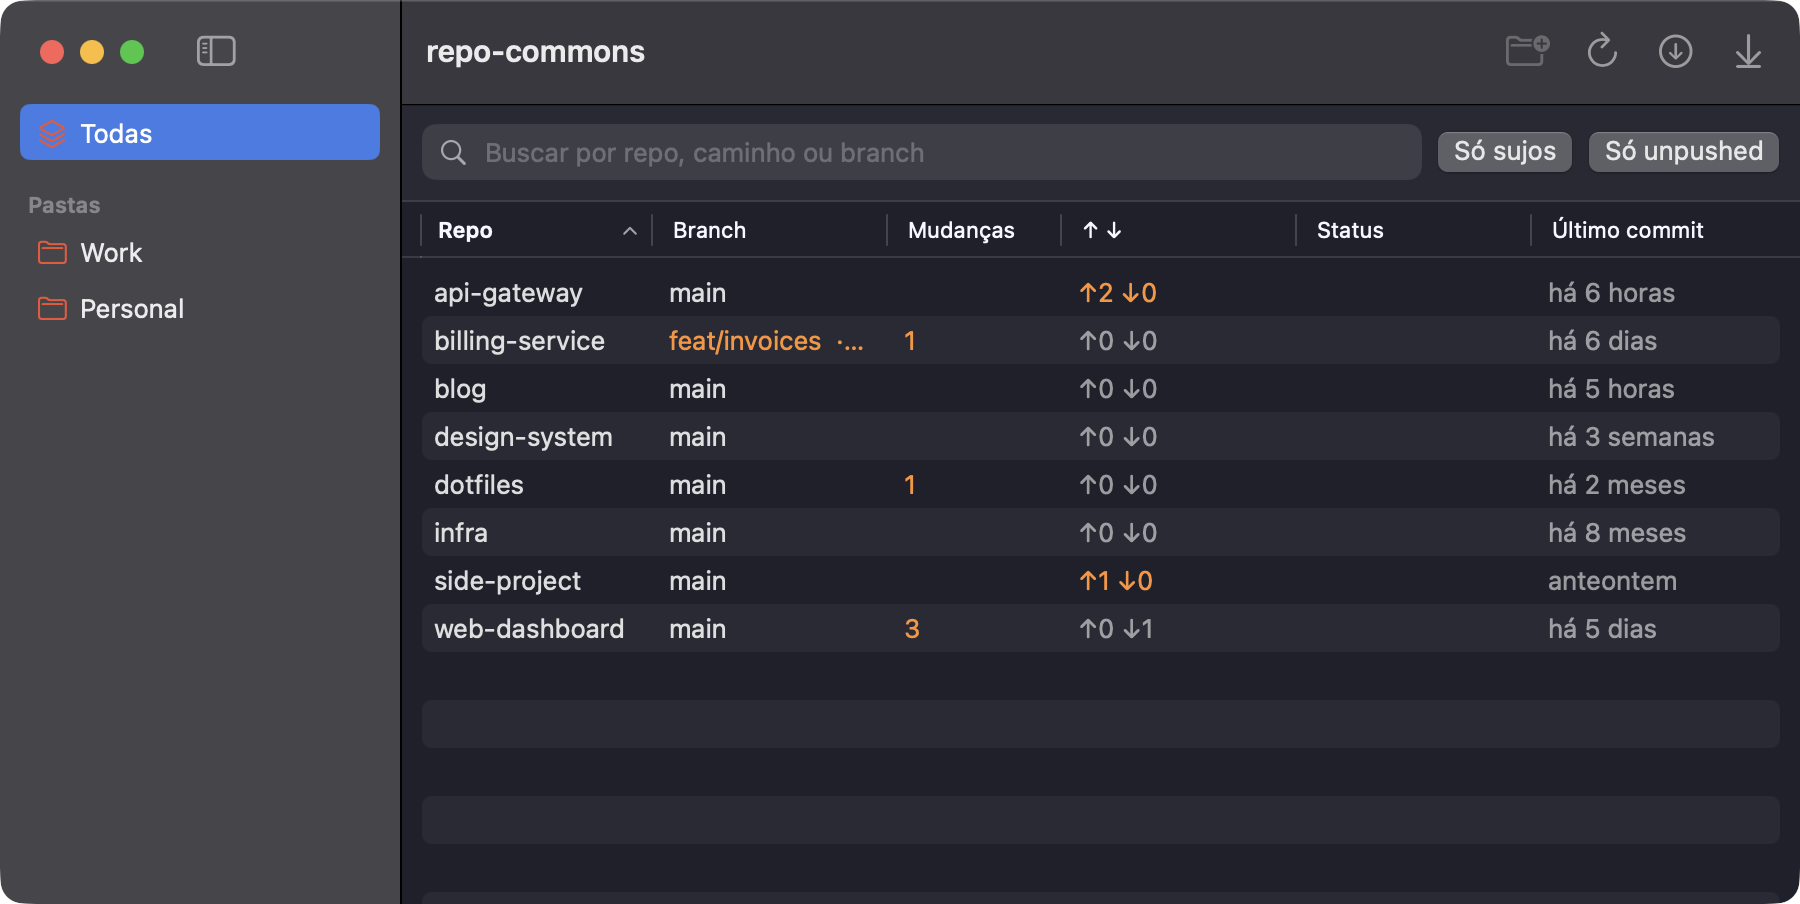 repo-commons
Todas
Pastas
Work
Personal
Buscar por repo, caminho ou branch
Só sujos
Só unpushed
Repo Branch Mudanças ↑ ↓ Status Último commit
api-gateway main ↑2 ↓0 há 6 horas
billing-service feat/invoices ·... 1 ↑0 ↓0 há 6 dias
blog main ↑0 ↓0 há 5 horas
design-system main ↑0 ↓0 há 3 semanas
dotfiles main 1 ↑0 ↓0 há 2 meses
infra main ↑0 ↓0 há 8 meses
side-project main ↑1 ↓0 anteontem
web-dashboard main 3 ↑0 ↓1 há 5 dias